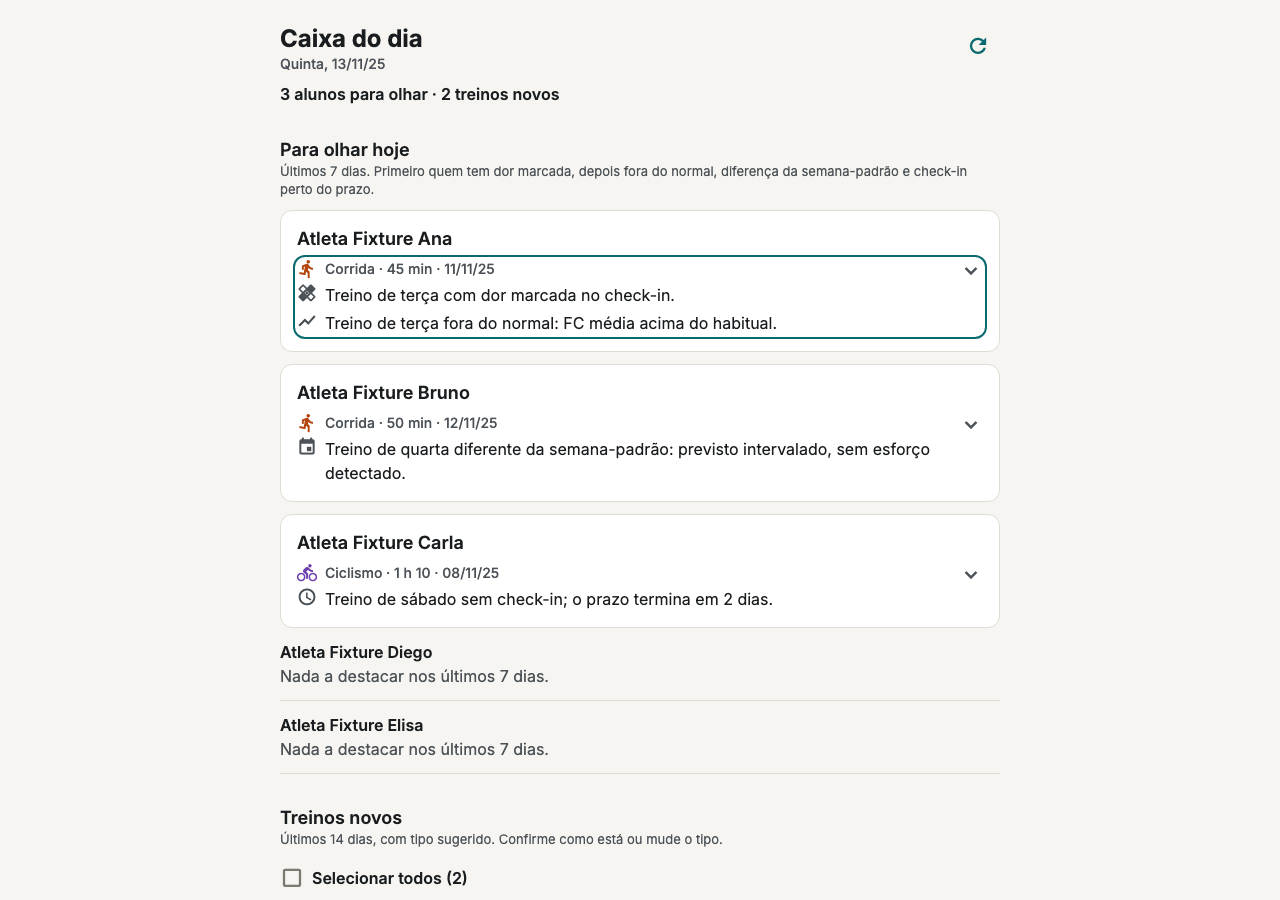 Caixa do dia
Quinta, 13/11/25
3 alunos para olhar · 2 treinos novos
Para olhar hoje
Últimos 7 dias. Primeiro quem tem dor marcada, depois fora do normal, diferença da semana-padrão e check-in
perto do prazo.
Atleta Fixture Ana
Corrida · 45 min · 11/11/25
Treino de terça com dor marcada no check-in.
Treino de terça fora do normal: FC média acima do habitual.
Atleta Fixture Bruno
Corrida · 50 min · 12/11/25
Treino de quarta diferente da semana-padrão: previsto intervalado, sem esforço
detectado.
Atleta Fixture Carla
Ciclismo · 1 h 10 · 08/11/25
Treino de sábado sem check-in; o prazo termina em 2 dias.
Atleta Fixture Diego
Nada a destacar nos últimos 7 dias.
Atleta Fixture Elisa
Nada a destacar nos últimos 7 dias.
Treinos novos
Últimos 14 dias, com tipo sugerido. Confirme como está ou mude o tipo.
Selecionar todos (2)